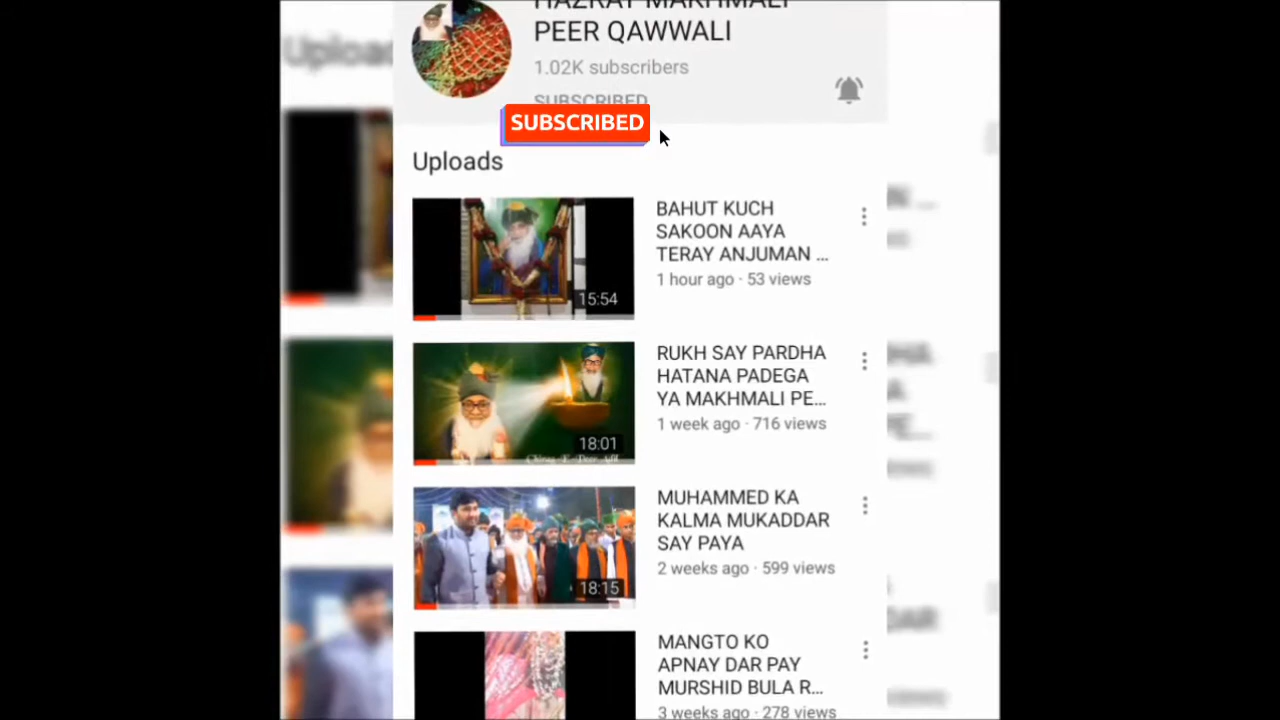 HAZRAT MAKHMALI
PEER QAWWALI
1.02K subscribers
SUBSCRIBED
SUBSCRIBED
Uploads
BAHUT KUCH
SAKOON AAYA
TERAY ANJUMAN ...
1 hour ago · 53 views
15:54
RUKH SAY PARDHA
HATANA PADEGA
YA MAKHMALI PE...
1 week ago · 716 views
18:01
MUHAMMED KA
KALMA MUKADDAR
SAY PAYA
2 weeks ago · 599 views
18:15
MANGTO KO
APNAY DAR PAY
MURSHID BULA R...
3 weeks ago · 278 views